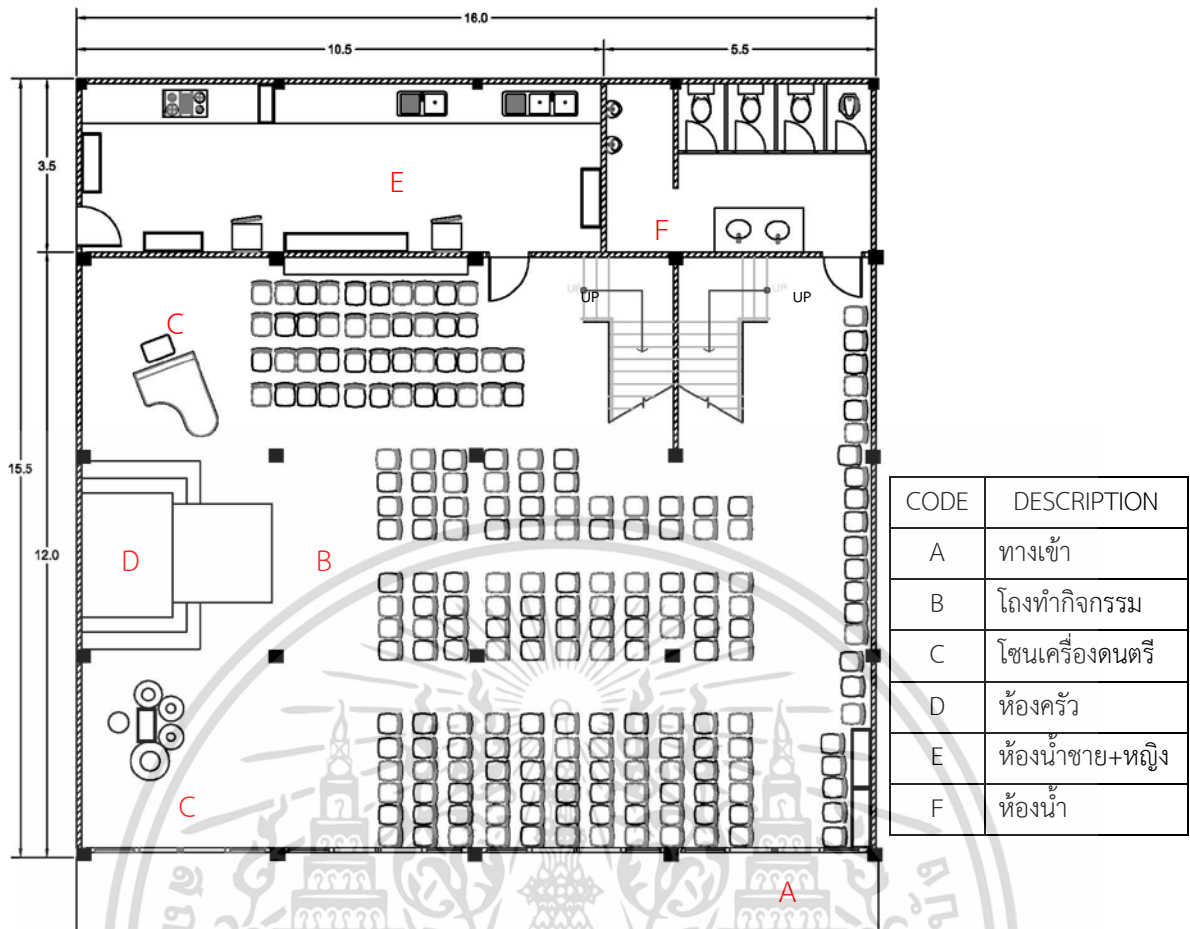 16.0
10.5
5.5
3.5
E
F
C
UP
UP
UP
UP
15.5
12.0
D
B
C
A
CODE DESCRIPTION
A ทางเข้า
B โถงทำกิจกรรม
C โซนเครื่องดนตรี
D ห้องครัว
E ห้องน้ำชาย+หญิง
F ห้องน้ำ